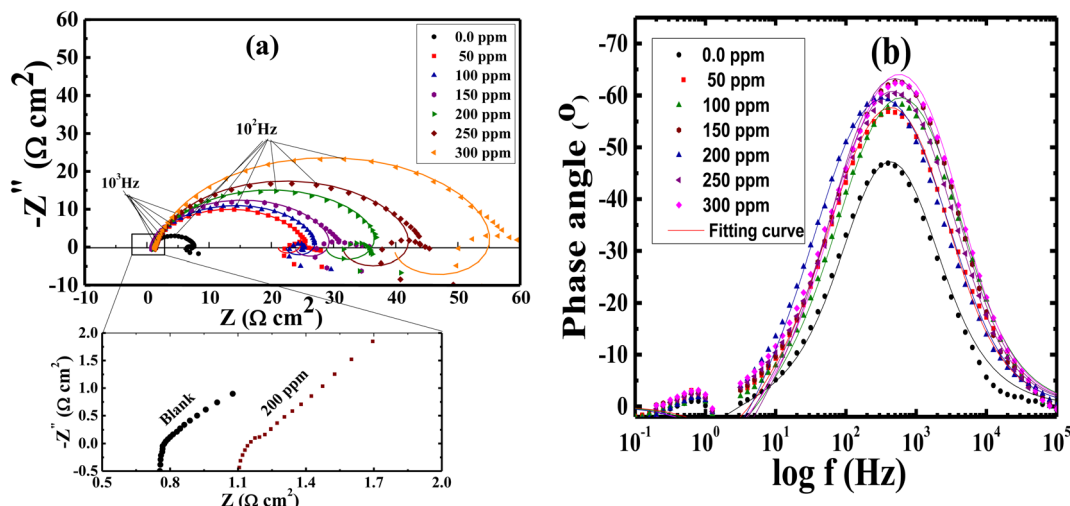 (a)
-Z'' (Ω cm²)
60
50
40
30
20
10
0
-10
-10 0 10 20 30 40 50 60
Z (Ω cm²)
10³Hz
10²Hz
0.0 ppm
50 ppm
100 ppm
150 ppm
200 ppm
250 ppm
300 ppm
-Z'' (Ω cm²)
2.0
1.5
1.0
0.5
0.0
-0.5
0.5 0.8 1.1 1.4 1.7 2.0
Z (Ω cm²)
Blank
200 ppm
(b)
Phase angle (º)
-70
-60
-50
-40
-30
-20
-10
0
10⁻¹ 10⁰ 10¹ 10² 10³ 10⁴ 10⁵
log f (Hz)
0.0 ppm
50 ppm
100 ppm
150 ppm
200 ppm
250 ppm
300 ppm
Fitting curve